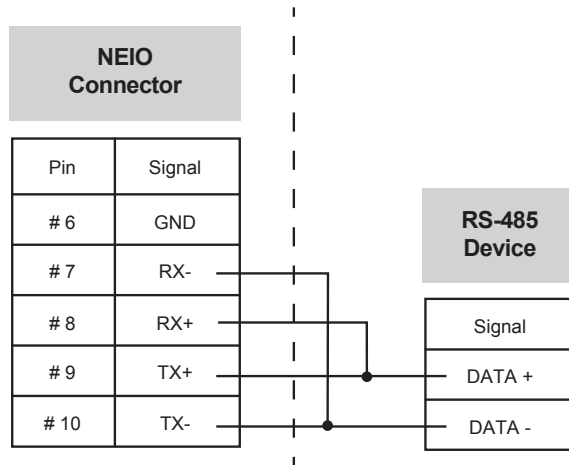 NEIO
Connector
Pin Signal
# 6 GND
# 7 RX-
# 8 RX+
# 9 TX+
# 10 TX-
RS-485
Device
Signal
DATA +
DATA -